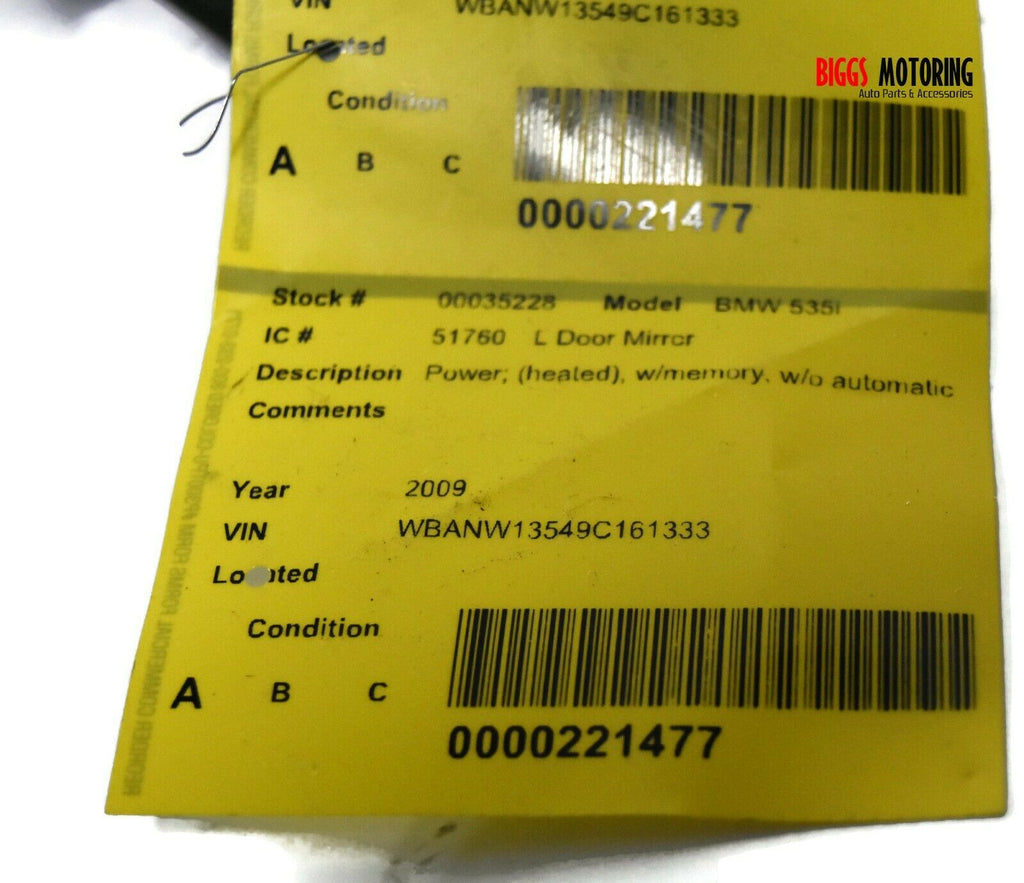 VIN WBANW13549C161333
Located
BIGGS MOTORING
Auto Parts & Accessories
Condition
A B C
0000221477
Stock # 00035228 Model BMW 535i
IC # 51760 L Door Mirror
Description Power; (heated), w/memory, w/o automatic
Comments
Year 2009
VIN WBANW13549C161333
Located
Condition
A B C
0000221477